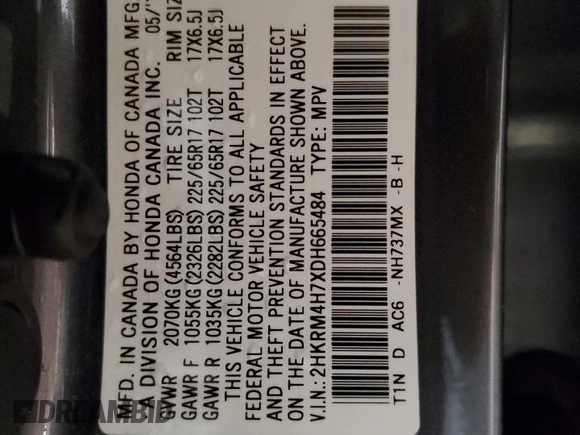 MFD. IN CANADA BY HONDA OF CANADA MFG.
A DIVISION OF HONDA CANADA INC. 05/
GVWR 2070KG(4564LBS) TIRE SIZE RIM SIZE
GAWR F 1055KG(2326LBS) 225/65R17 102T 17X6.5J
GAWR R 1035KG(2282LBS) 225/65R17 102T 17X6.5J
THIS VEHICLE CONFORMS TO ALL APPLICABLE
FEDERAL MOTOR VEHICLE SAFETY
AND THEFT PREVENTION STANDARDS IN EFFECT
ON THE DATE OF MANUFACTURE SHOWN ABOVE.
V.I.N.:2HKRM4H7XDH665484 TYPE: MPV
T1N D AC6 -NH737MX -B -H
DREAMBID